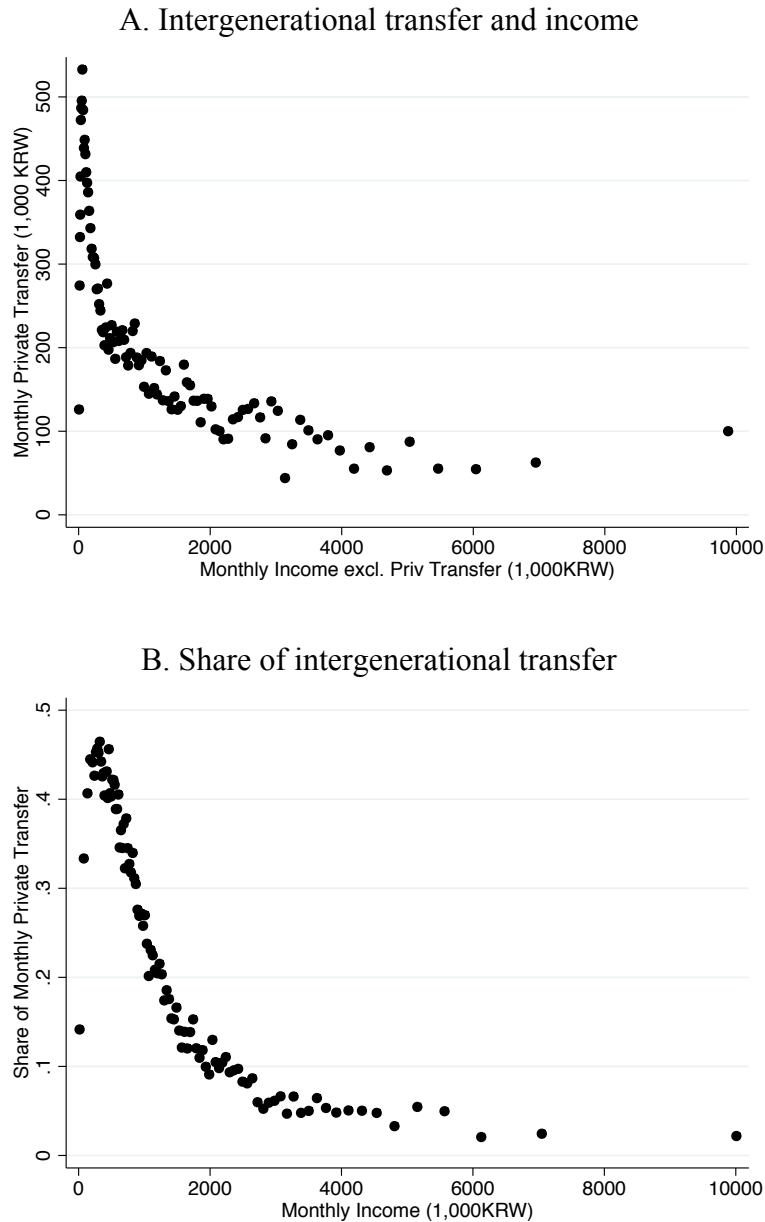 A. Intergenerational transfer and income
Monthly Private Transfer (1,000 KRW)
500
400
300
200
100
0
0 2000 4000 6000 8000 10000
Monthly Income excl. Priv Transfer (1,000KRW)
B. Share of intergenerational transfer
Share of Monthly Private Transfer
.5
.4
.3
.2
.1
0
0 2000 4000 6000 8000 10000
Monthly Income (1,000KRW)